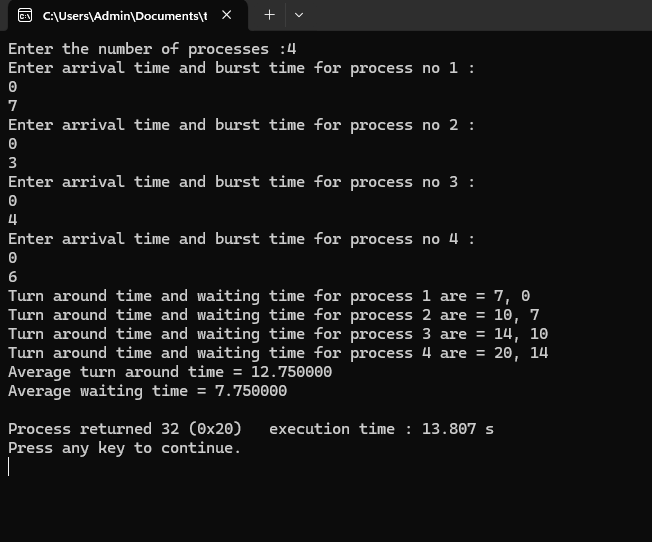 C:\Users\Admin\Documents\t
Enter the number of processes :4
Enter arrival time and burst time for process no 1 :
0
7
Enter arrival time and burst time for process no 2 :
0
3
Enter arrival time and burst time for process no 3 :
0
4
Enter arrival time and burst time for process no 4 :
0
6
Turn around time and waiting time for process 1 are = 7, 0
Turn around time and waiting time for process 2 are = 10, 7
Turn around time and waiting time for process 3 are = 14, 10
Turn around time and waiting time for process 4 are = 20, 14
Average turn around time = 12.750000
Average waiting time = 7.750000
Process returned 32 (0x20)   execution time : 13.807 s
Press any key to continue.